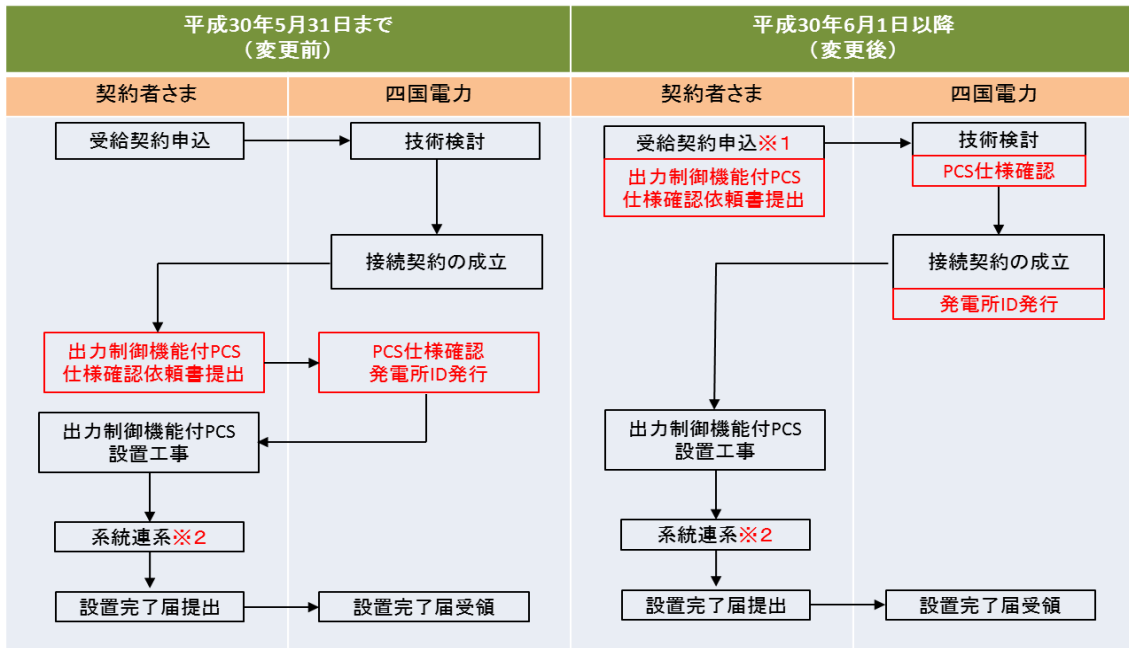 平成30年5月31日まで
（変更前）
平成30年6月1日以降
（変更後）
契約者さま
四国電力
契約者さま
四国電力
受給契約申込
技術検討
接続契約の成立
出力制御機能付PCS
仕様確認依頼書提出
PCS仕様確認
発電所ID発行
出力制御機能付PCS
設置工事
系統連系※２
設置完了届提出
設置完了届受領
受給契約申込※１
出力制御機能付PCS
仕様確認依頼書提出
技術検討
PCS仕様確認
接続契約の成立
発電所ID発行
出力制御機能付PCS
設置工事
系統連系※２
設置完了届提出
設置完了届受領